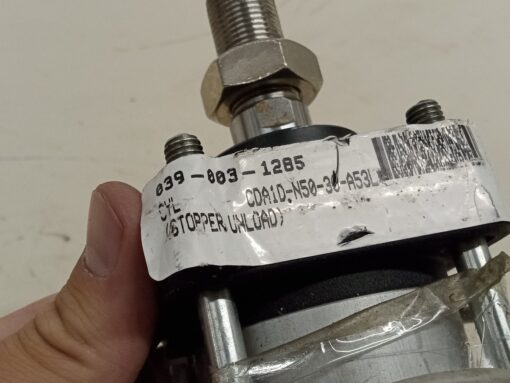 039-003-1285
CYL CDA1D-N50-30-A53L
(STOPPER UNLOAD)